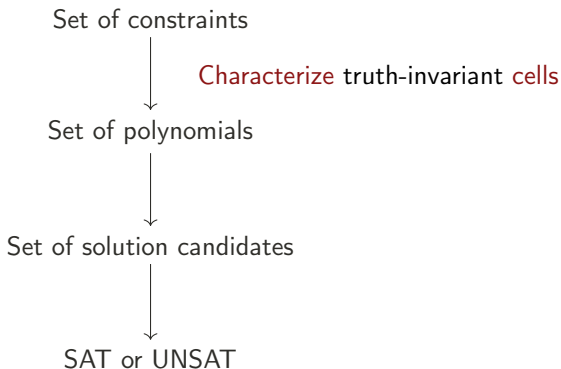 Set of constraints
Characterize truth-invariant cells
Set of polynomials
Set of solution candidates
SAT or UNSAT